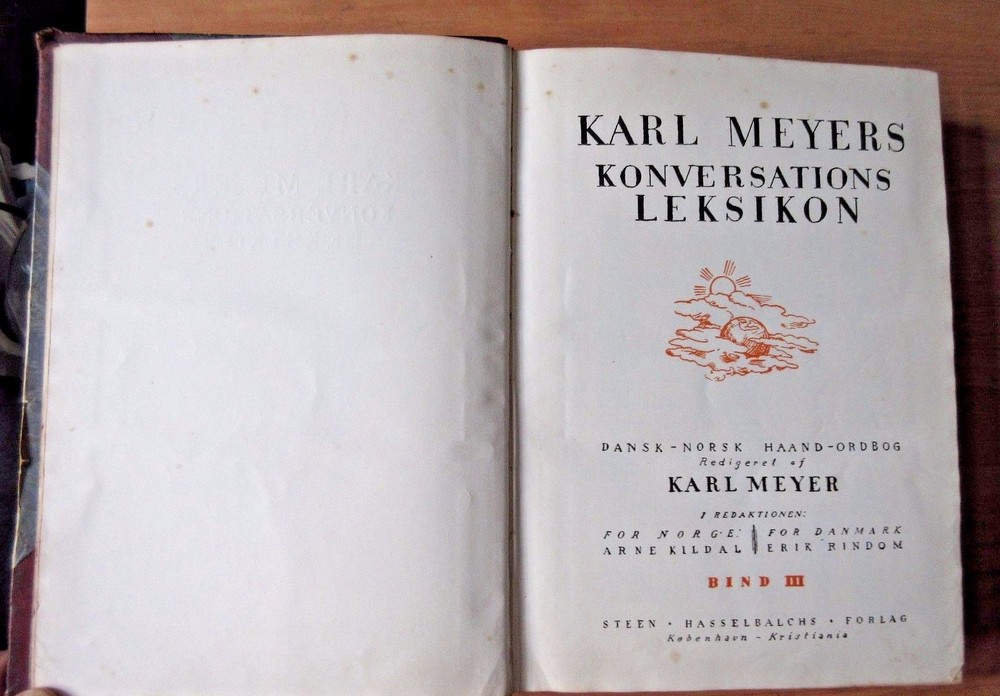 KARL MEYERS
KONVERSATIONS
LEKSIKON
DANSK-NORSK HAAND-ORDBOG
Redigeret af
KARL MEYER
I REDAKTIONEN:
FOR NORGE: FOR DANMARK
ARNE KILDAL ERIK RINDOM
BIND III
STEEN · HASSELBALCHS · FORLAG
København - Kristiania